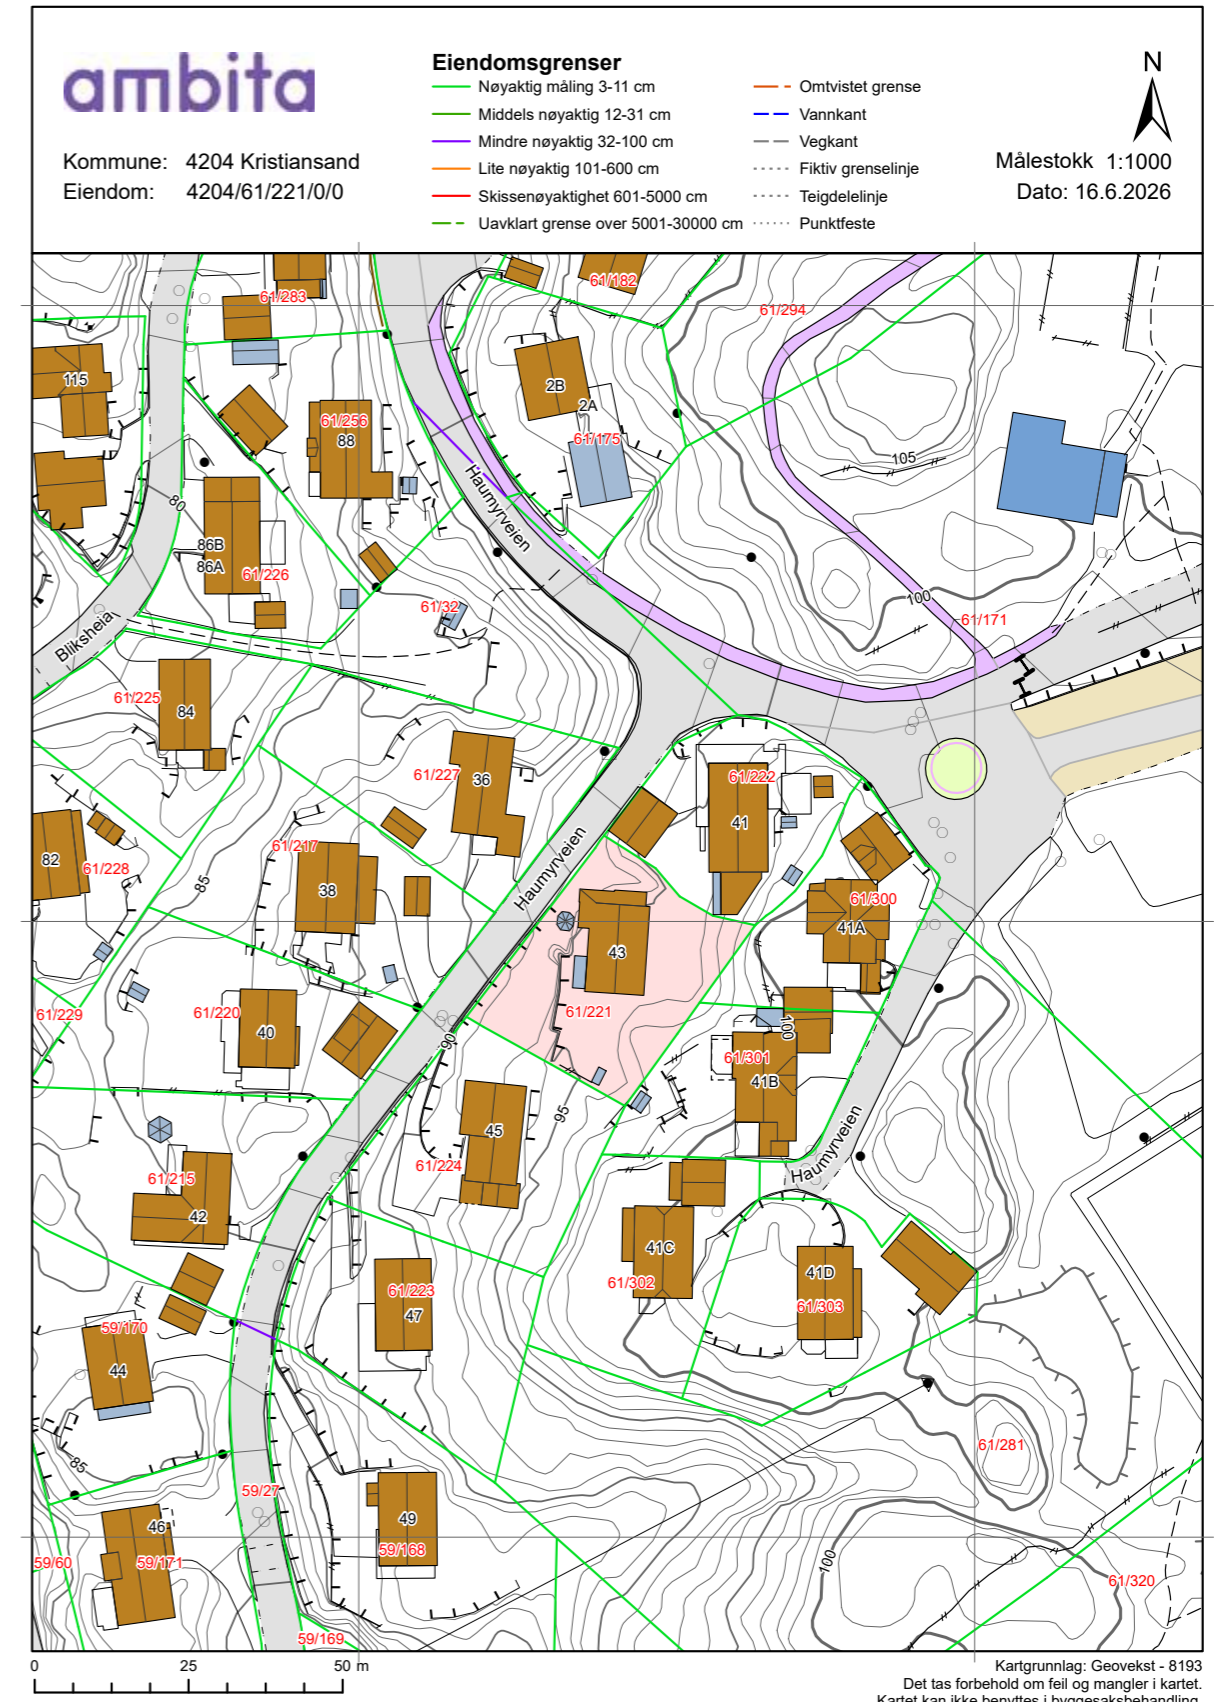 ambita
Kommune: 4204 Kristiansand
Eiendom: 4204/61/221/0/0
Eiendomsgrenser
Nøyaktig måling 3-11 cm
Middels nøyaktig 12-31 cm
Mindre nøyaktig 32-100 cm
Lite nøyaktig 101-600 cm
Skissenøyaktighet 601-5000 cm
Uavklart grense over 5001-30000 cm
Omtvistet grense
Vannkant
Vegkant
Fiktiv grenselinje
Teigdelelinje
Punktfeste
N
Målestokk 1:1000
Dato: 16.6.2026
61/283
61/182
61/294
115
2B
2A
61/256
88
61/175
105
80
Haumyrveien
86B
86A
61/226
61/32
100
61/171
Bliksheia
61/225
84
61/227
36
61/222
41
82
61/228
61/217
38
85
Haumyrveien
61/300
41A
43
61/229
61/220
40
61/221
90
100
61/301
41B
95
45
61/224
Haumyrveien
61/215
42
41C
61/302
41D
61/303
61/223
47
59/170
44
85
61/281
59/27
46
49
59/168
59/60
59/171
100
61/320
59/169
0
25
50 m
Kartgrunnlag: Geovekst - 8193
Det tas forbehold om feil og mangler i kartet.
Kartet kan ikke benyttes i byggesaksbehandling.